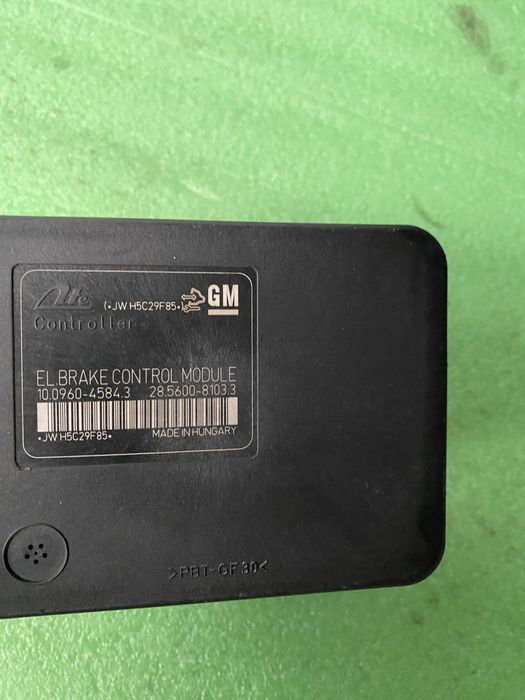 Ate (*JW H5C29F85*) GM
Controller
EL.BRAKE CONTROL MODULE
10.0960-4584.3 28.5600-8103.3
*JW H5C29F85* MADE IN HUNGARY
>PBT-GF30<